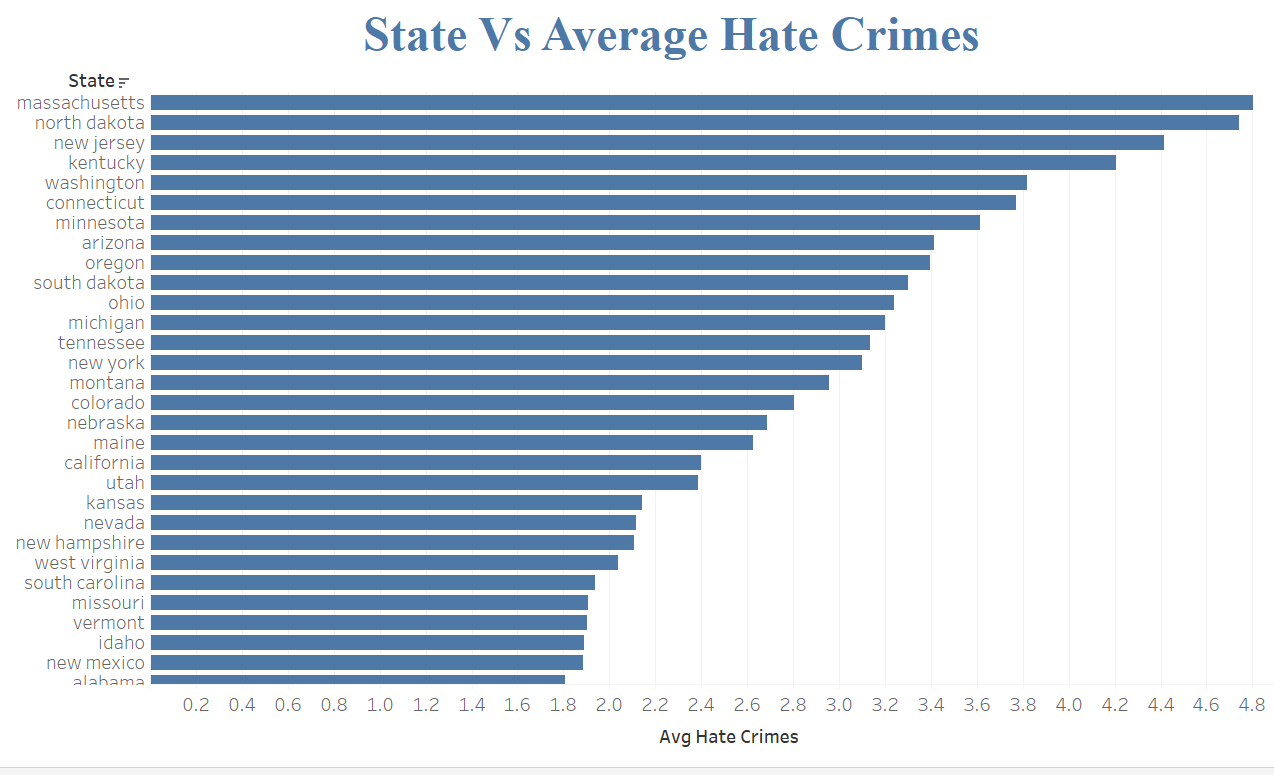 State Vs Average Hate Crimes
State
massachusetts
north dakota
new jersey
kentucky
washington
connecticut
minnesota
arizona
oregon
south dakota
ohio
michigan
tennessee
new york
montana
colorado
nebraska
maine
california
utah
kansas
nevada
new hampshire
west virginia
south carolina
missouri
vermont
idaho
new mexico
alabama
0.2 0.4 0.6 0.8 1.0 1.2 1.4 1.6 1.8 2.0 2.2 2.4 2.6 2.8 3.0 3.2 3.4 3.6 3.8 4.0 4.2 4.4 4.6 4.8
Avg Hate Crimes